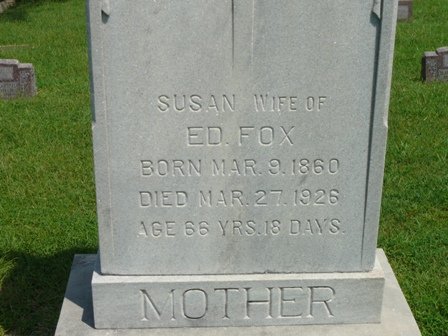 SUSAN WIFE OF
ED. FOX
BORN MAR. 9. 1860
DIED MAR. 27. 1926
AGE 66 YRS. 18 DAYS.
MOTHER